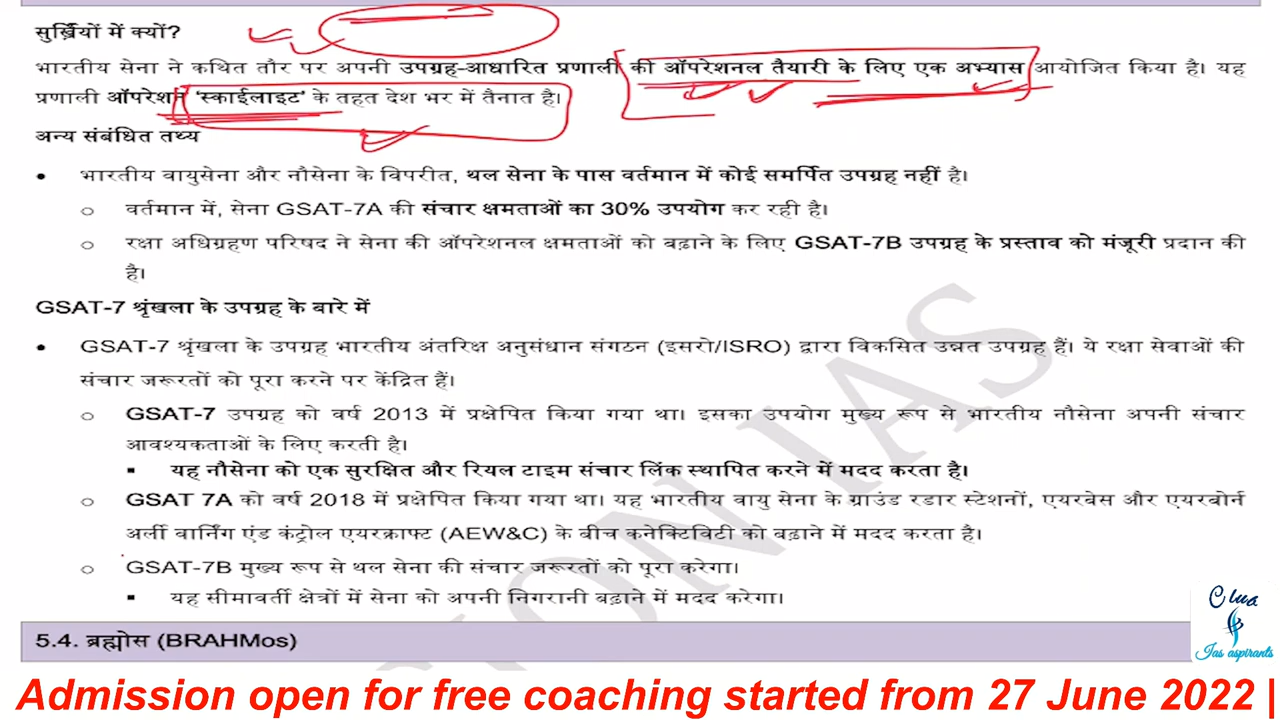 सुर्ख़ियों में क्यों?
भारतीय सेना ने कथित तौर पर अपनी उपग्रह-आधारित प्रणाली की ऑपरेशनल तैयारी के लिए एक अभ्यास आयोजित किया है। यह
प्रणाली ऑपरेशन 'स्काईलाइट' के तहत देश भर में तैनात है।
अन्य संबंधित तथ्य
• भारतीय वायुसेना और नौसेना के विपरीत, थल सेना के पास वर्तमान में कोई समर्पित उपग्रह नहीं है।
o वर्तमान में, सेना GSAT-7A की संचार क्षमताओं का 30% उपयोग कर रही है।
o रक्षा अधिग्रहण परिषद ने सेना की ऑपरेशनल क्षमताओं को बढ़ाने के लिए GSAT-7B उपग्रह के प्रस्ताव को मंजूरी प्रदान की
है।
GSAT-7 श्रृंखला के उपग्रह के बारे में
• GSAT-7 श्रृंखला के उपग्रह भारतीय अंतरिक्ष अनुसंधान संगठन (इसरो/ISRO) द्वारा विकसित उन्नत उपग्रह हैं। ये रक्षा सेवाओं की
संचार जरूरतों को पूरा करने पर केंद्रित हैं।
o GSAT-7 उपग्रह को वर्ष 2013 में प्रक्षेपित किया गया था। इसका उपयोग मुख्य रूप से भारतीय नौसेना अपनी संचार
आवश्यकताओं के लिए करती है।
▪ यह नौसेना को एक सुरक्षित और रियल टाइम संचार लिंक स्थापित करने में मदद करता है।
o GSAT 7A को वर्ष 2018 में प्रक्षेपित किया गया था। यह भारतीय वायु सेना के ग्राउंड रडार स्टेशनों, एयरबेस और एयरबोर्न
अर्ली वार्निंग एंड कंट्रोल एयरक्राफ्ट (AEW&C) के बीच कनेक्टिविटी को बढ़ाने में मदद करता है।
o GSAT-7B मुख्य रूप से थल सेना की संचार जरूरतों को पूरा करेगा।
▪ यह सीमावर्ती क्षेत्रों में सेना को अपनी निगरानी बढ़ाने में मदद करेगा।
ION IAS
5.4. ब्रह्मोस (BRAHMos)
Clua
Ias aspirants
Admission open for free coaching started from 27 June 2022 |